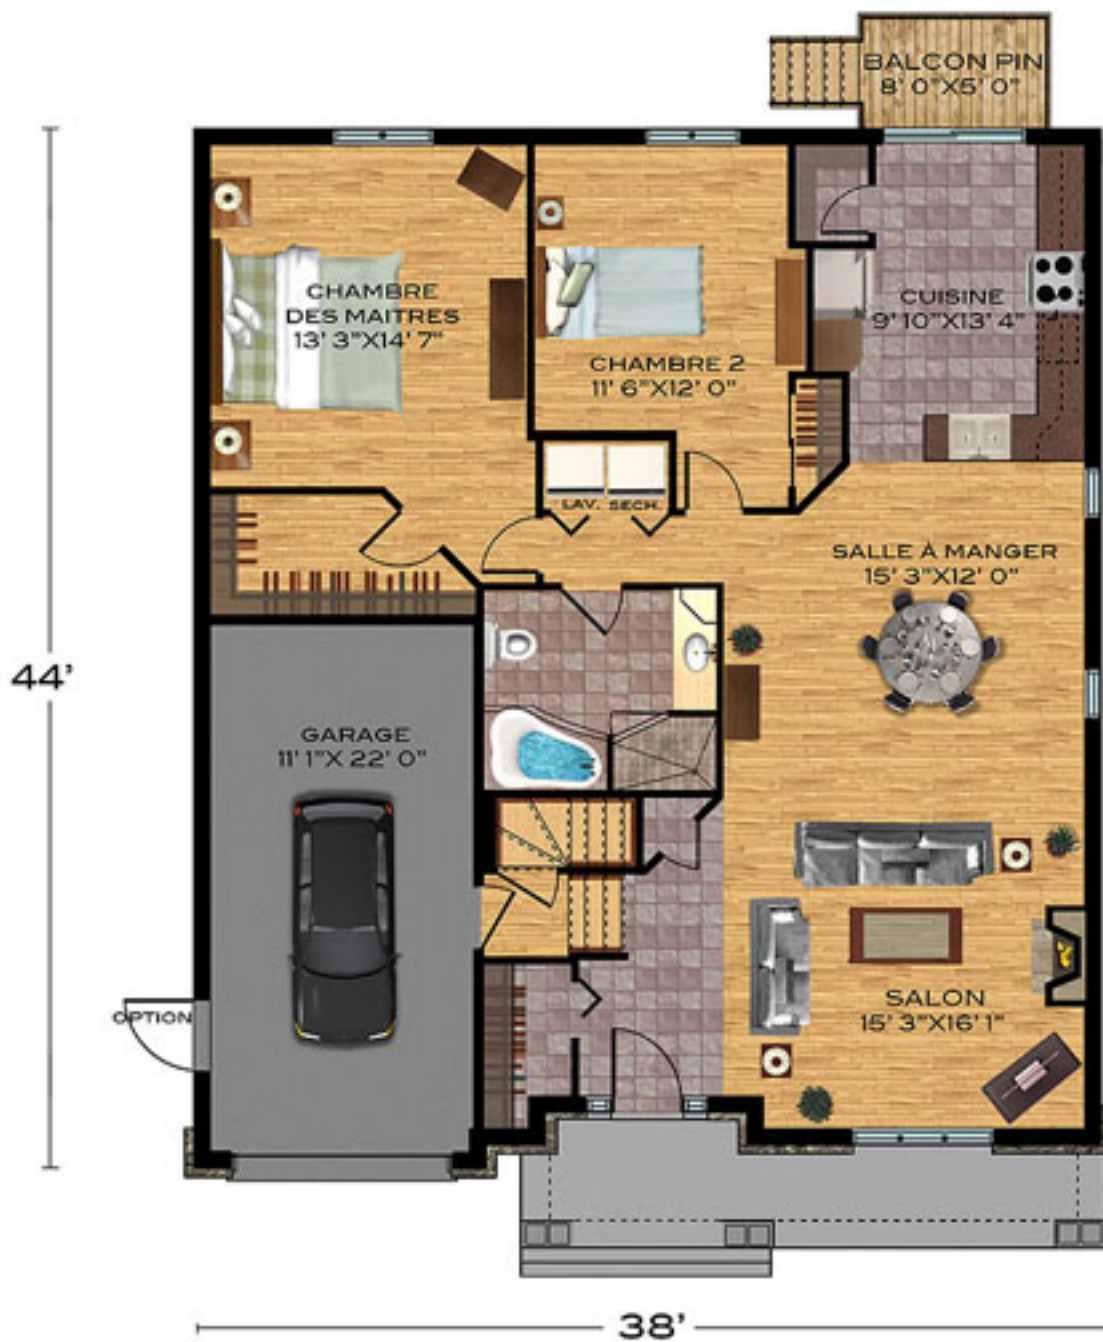 BALCON PIN
8' 0"X5' 0"
CHAMBRE
DES MAITRES
13' 3"X14' 7"
CUISINE
9' 10"X13' 4"
CHAMBRE 2
11' 6"X12' 0"
LAV. SECH.
SALLE À MANGER
15' 3"X12' 0"
44'
GARAGE
11' 1"X 22' 0"
SALON
15' 3"X16' 1"
OPTION
38'